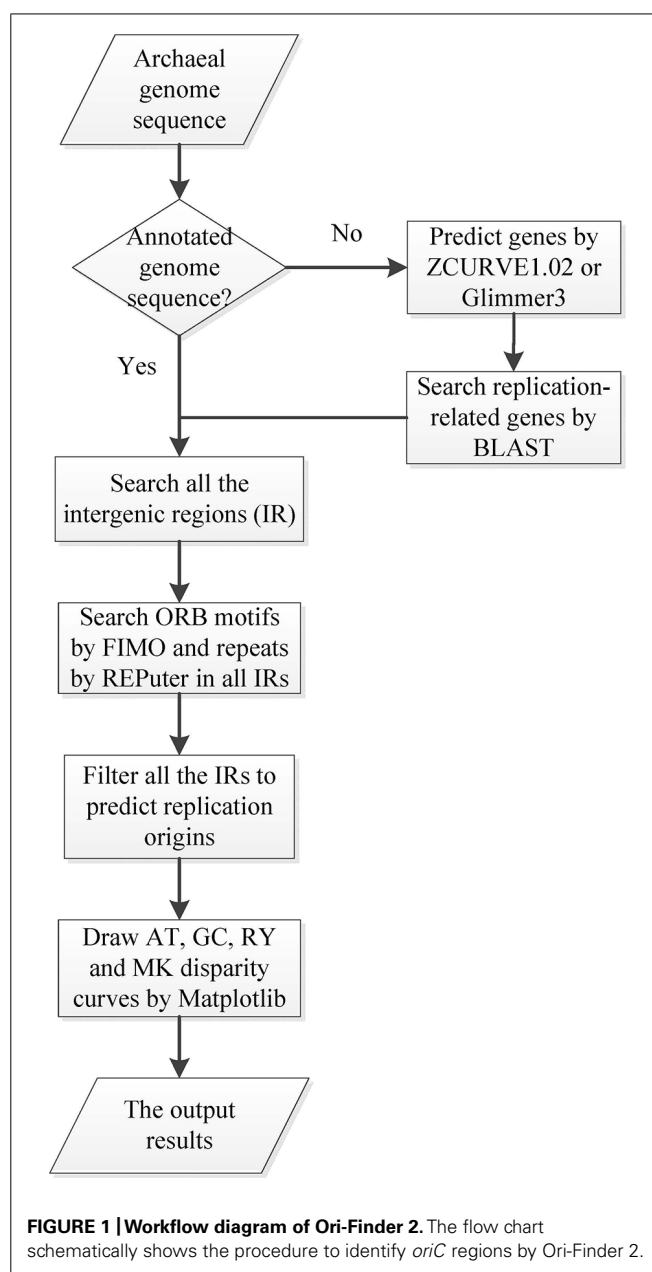 Archaeal
genome
sequence
Annotated
genome
sequence?
No
Predict genes by
ZCURVE1.02 or
Glimmer3
Yes
Search replication-
related genes by
BLAST
Search all the
intergenic regions (IR)
Search ORB motifs
by FIMO and repeats
by REPuter in all IRs
Filter all the IRs to
predict replication
origins
Draw AT, GC, RY
and MK disparity
curves by Matplotlib
The output
results
FIGURE 1 | Workflow diagram of Ori-Finder 2. The flow chart
schematically shows the procedure to identify oriC regions by Ori-Finder 2.